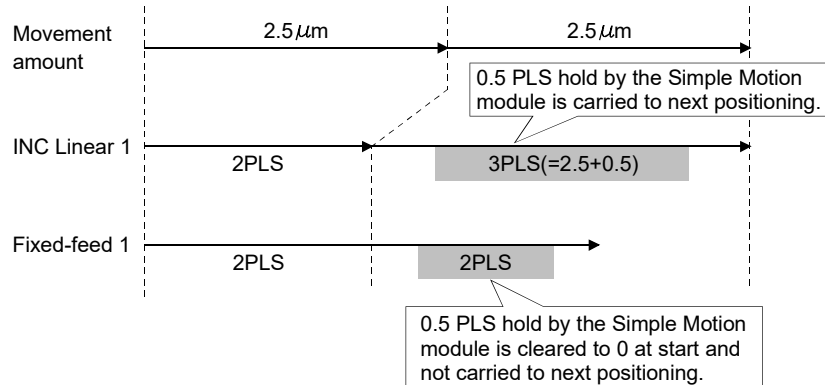 Movement
amount
2.5μm
2.5μm
0.5 PLS hold by the Simple Motion
module is carried to next positioning.
INC Linear 1
2PLS
3PLS(=2.5+0.5)
Fixed-feed 1
2PLS
2PLS
0.5 PLS hold by the Simple Motion
module is cleared to 0 at start and
not carried to next positioning.